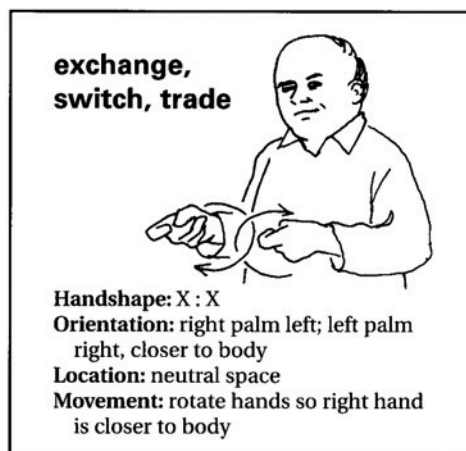 exchange,
switch, trade
Handshape: X : X
Orientation: right palm left; left palm
right, closer to body
Location: neutral space
Movement: rotate hands so right hand
is closer to body